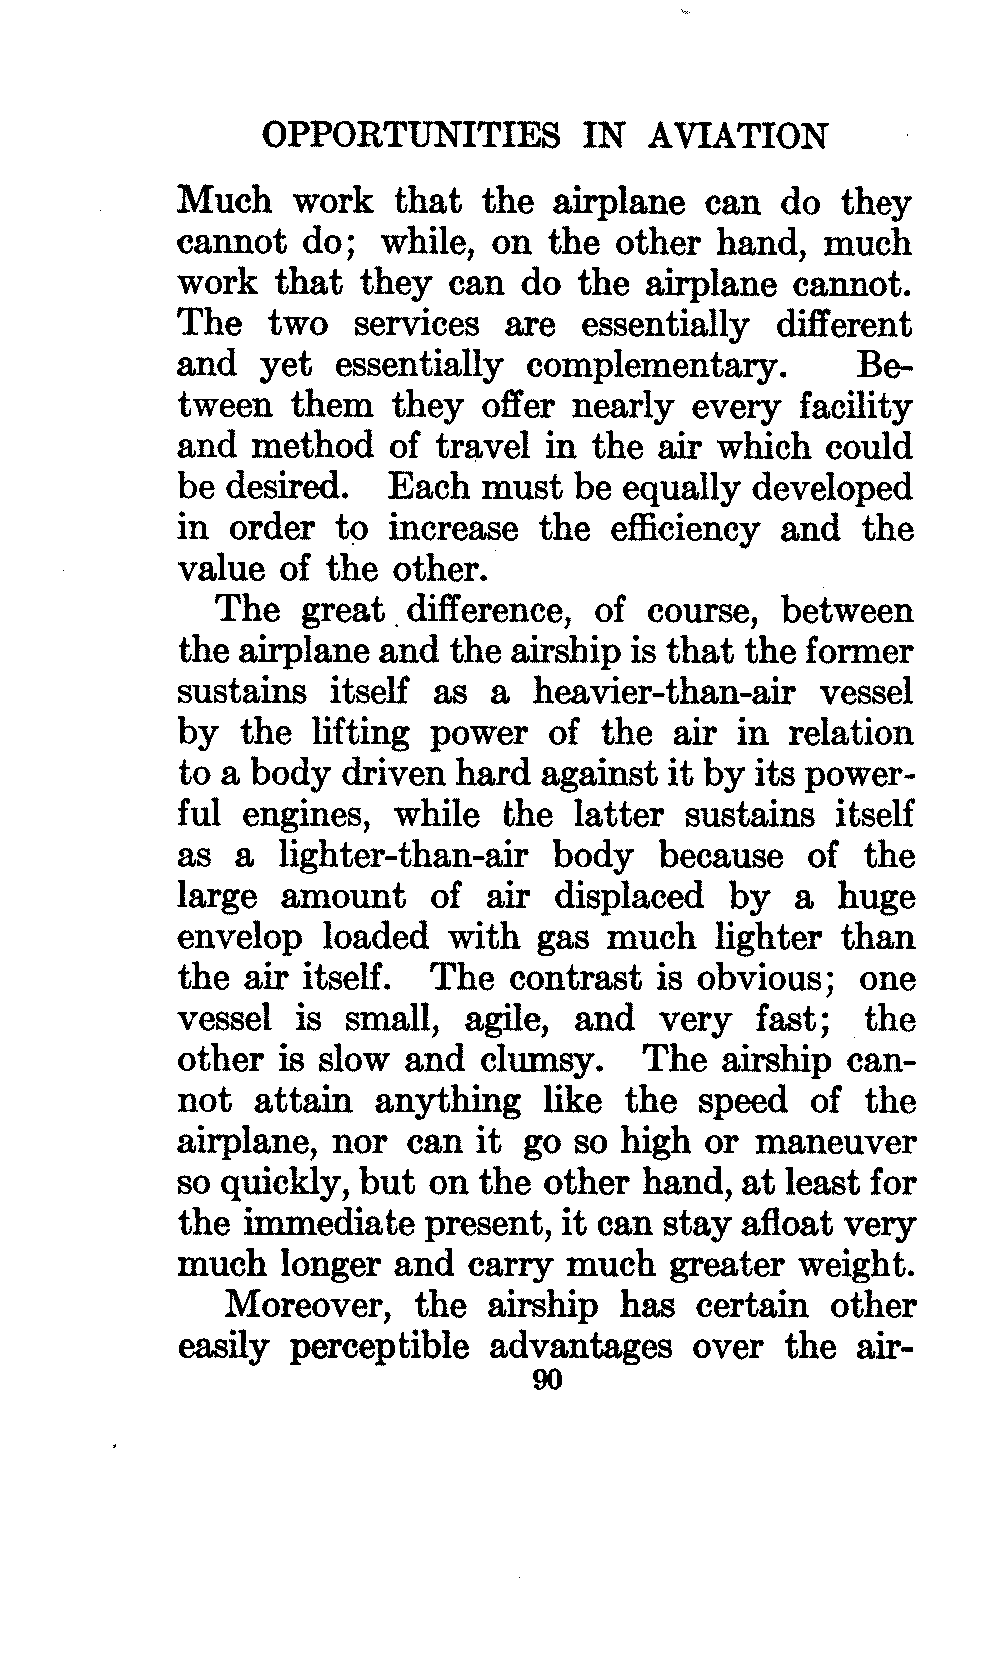 OPPORTUNITIES IN AVIATION
Much work that the airplane can do they
cannot do; while, on the other hand, much
work that they can do the airplane cannot.
The two services are essentially different
and yet essentially complementary. Be-
tween them they offer nearly every facility
and method of travel in the air which could
be desired. Each must be equally developed
in order to increase the efficiency and the
value of the other.
The great difference, of course, between
the airplane and the airship is that the former
sustains itself as a heavier-than-air vessel
by the lifting power of the air in relation
to a body driven hard against it by its power-
ful engines, while the latter sustains itself
as a lighter-than-air body because of the
large amount of air displaced by a huge
envelop loaded with gas much lighter than
the air itself. The contrast is obvious; one
vessel is small, agile, and very fast; the
other is slow and clumsy. The airship can-
not attain anything like the speed of the
airplane, nor can it go so high or maneuver
so quickly, but on the other hand, at least for
the immediate present, it can stay afloat very
much longer and carry much greater weight.
Moreover, the airship has certain other
easily perceptible advantages over the air-
90